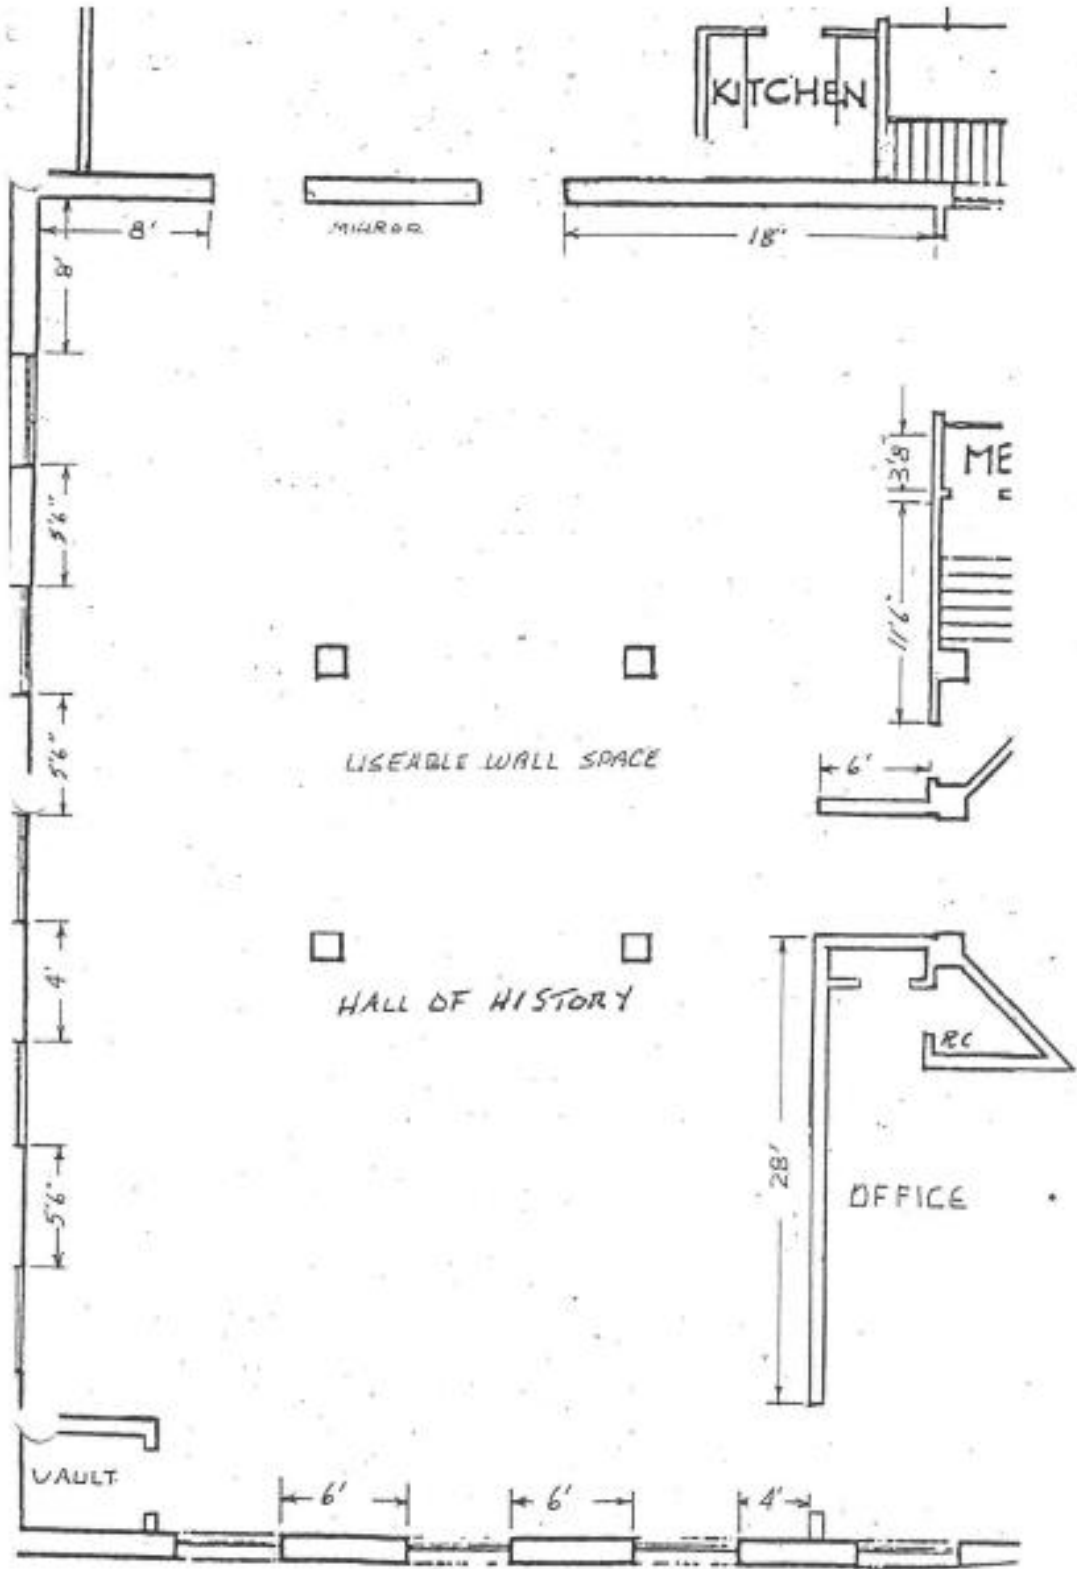 KITCHEN
8'
MIRROR
18"
8'
3'8"
ME
5'6"
11'6"
5'6"
USEABLE WALL SPACE
6'
4'
HALL OF HISTORY
RC
28'
5'6"
OFFICE
VAULT
6'
6'
4'